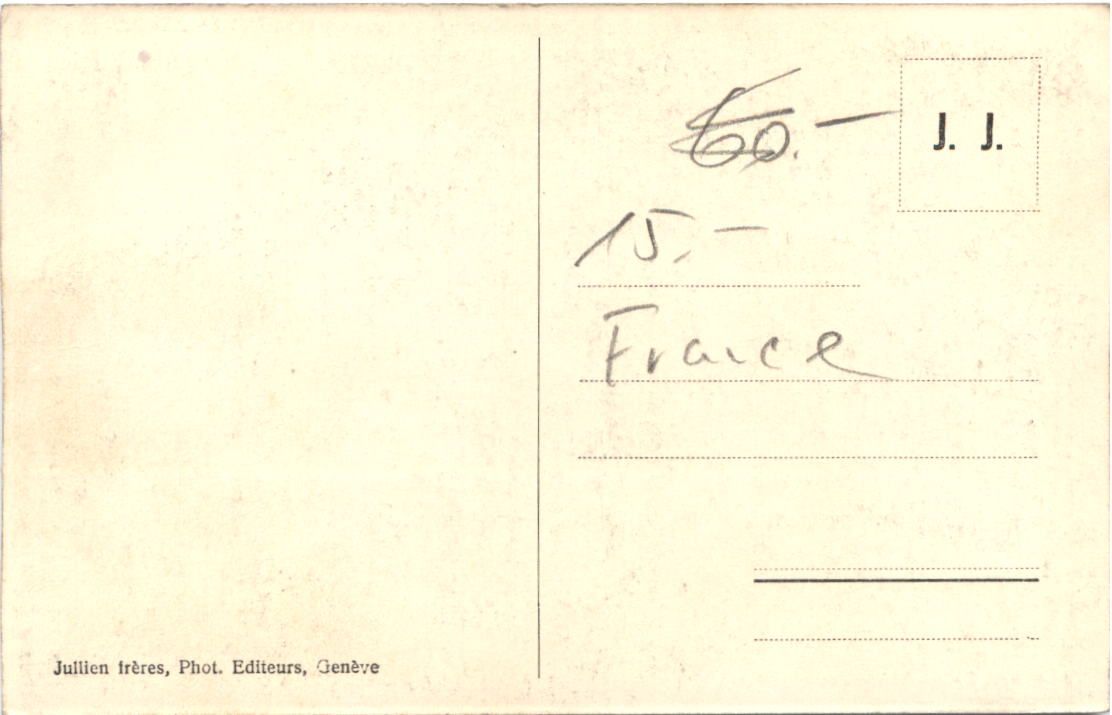 60.-
J. J.
15.-
France
Jullien frères, Phot. Editeurs, Genève